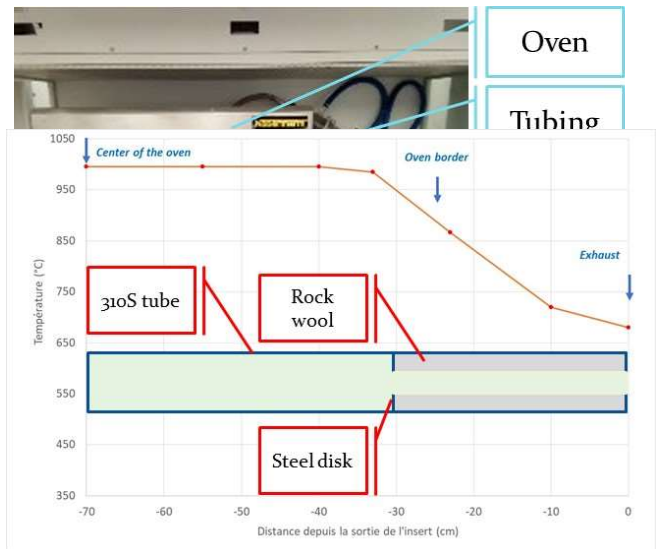 Oven
Tubing
1050
950
850
750
650
550
450
350
Température (°C)
Center of the oven
Oven border
Exhaust
310S tube
Rock
wool
Steel disk
-70
-60
-50
-40
-30
-20
-10
0
Distance depuis la sortie de l'insert (cm)